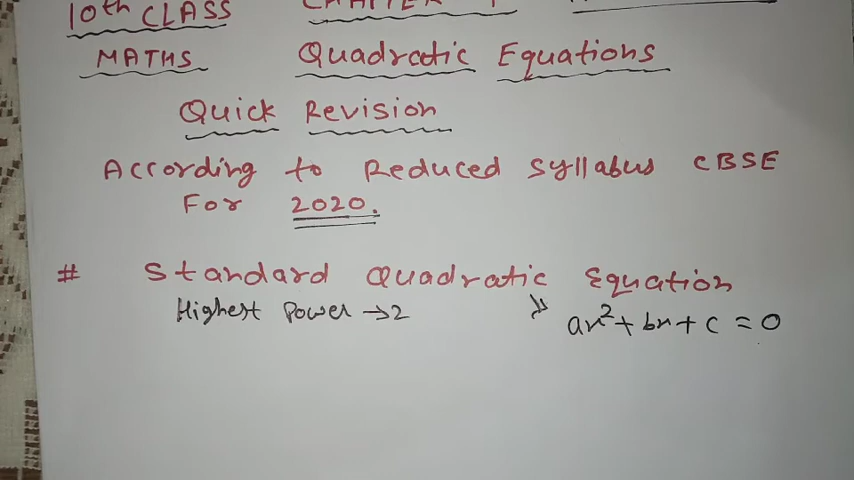 10th CLASS CHAPTER
MATHS Quadratic Equations
Quick Revision
According to Reduced Syllabus CBSE
For 2020.
# Standard Quadratic Equation
Highest Power → 2
ax² + bx + c = 0